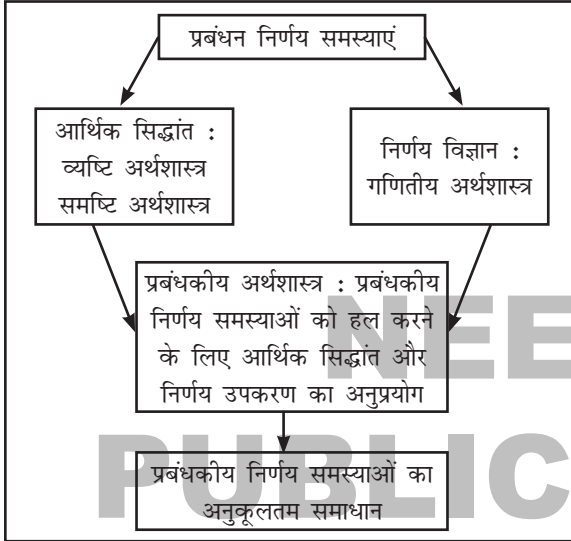 प्रबंधन निर्णय समस्याएं
आर्थिक सिद्धांत :
व्यष्टि अर्थशास्त्र
समष्टि अर्थशास्त्र
निर्णय विज्ञान :
गणितीय अर्थशास्त्र
प्रबंधकीय अर्थशास्त्र : प्रबंधकीय
निर्णय समस्याओं को हल करने
के लिए आर्थिक सिद्धांत और
निर्णय उपकरण का अनुप्रयोग
प्रबंधकीय निर्णय समस्याओं का
अनुकूलतम समाधान
NEE
PUBLIC